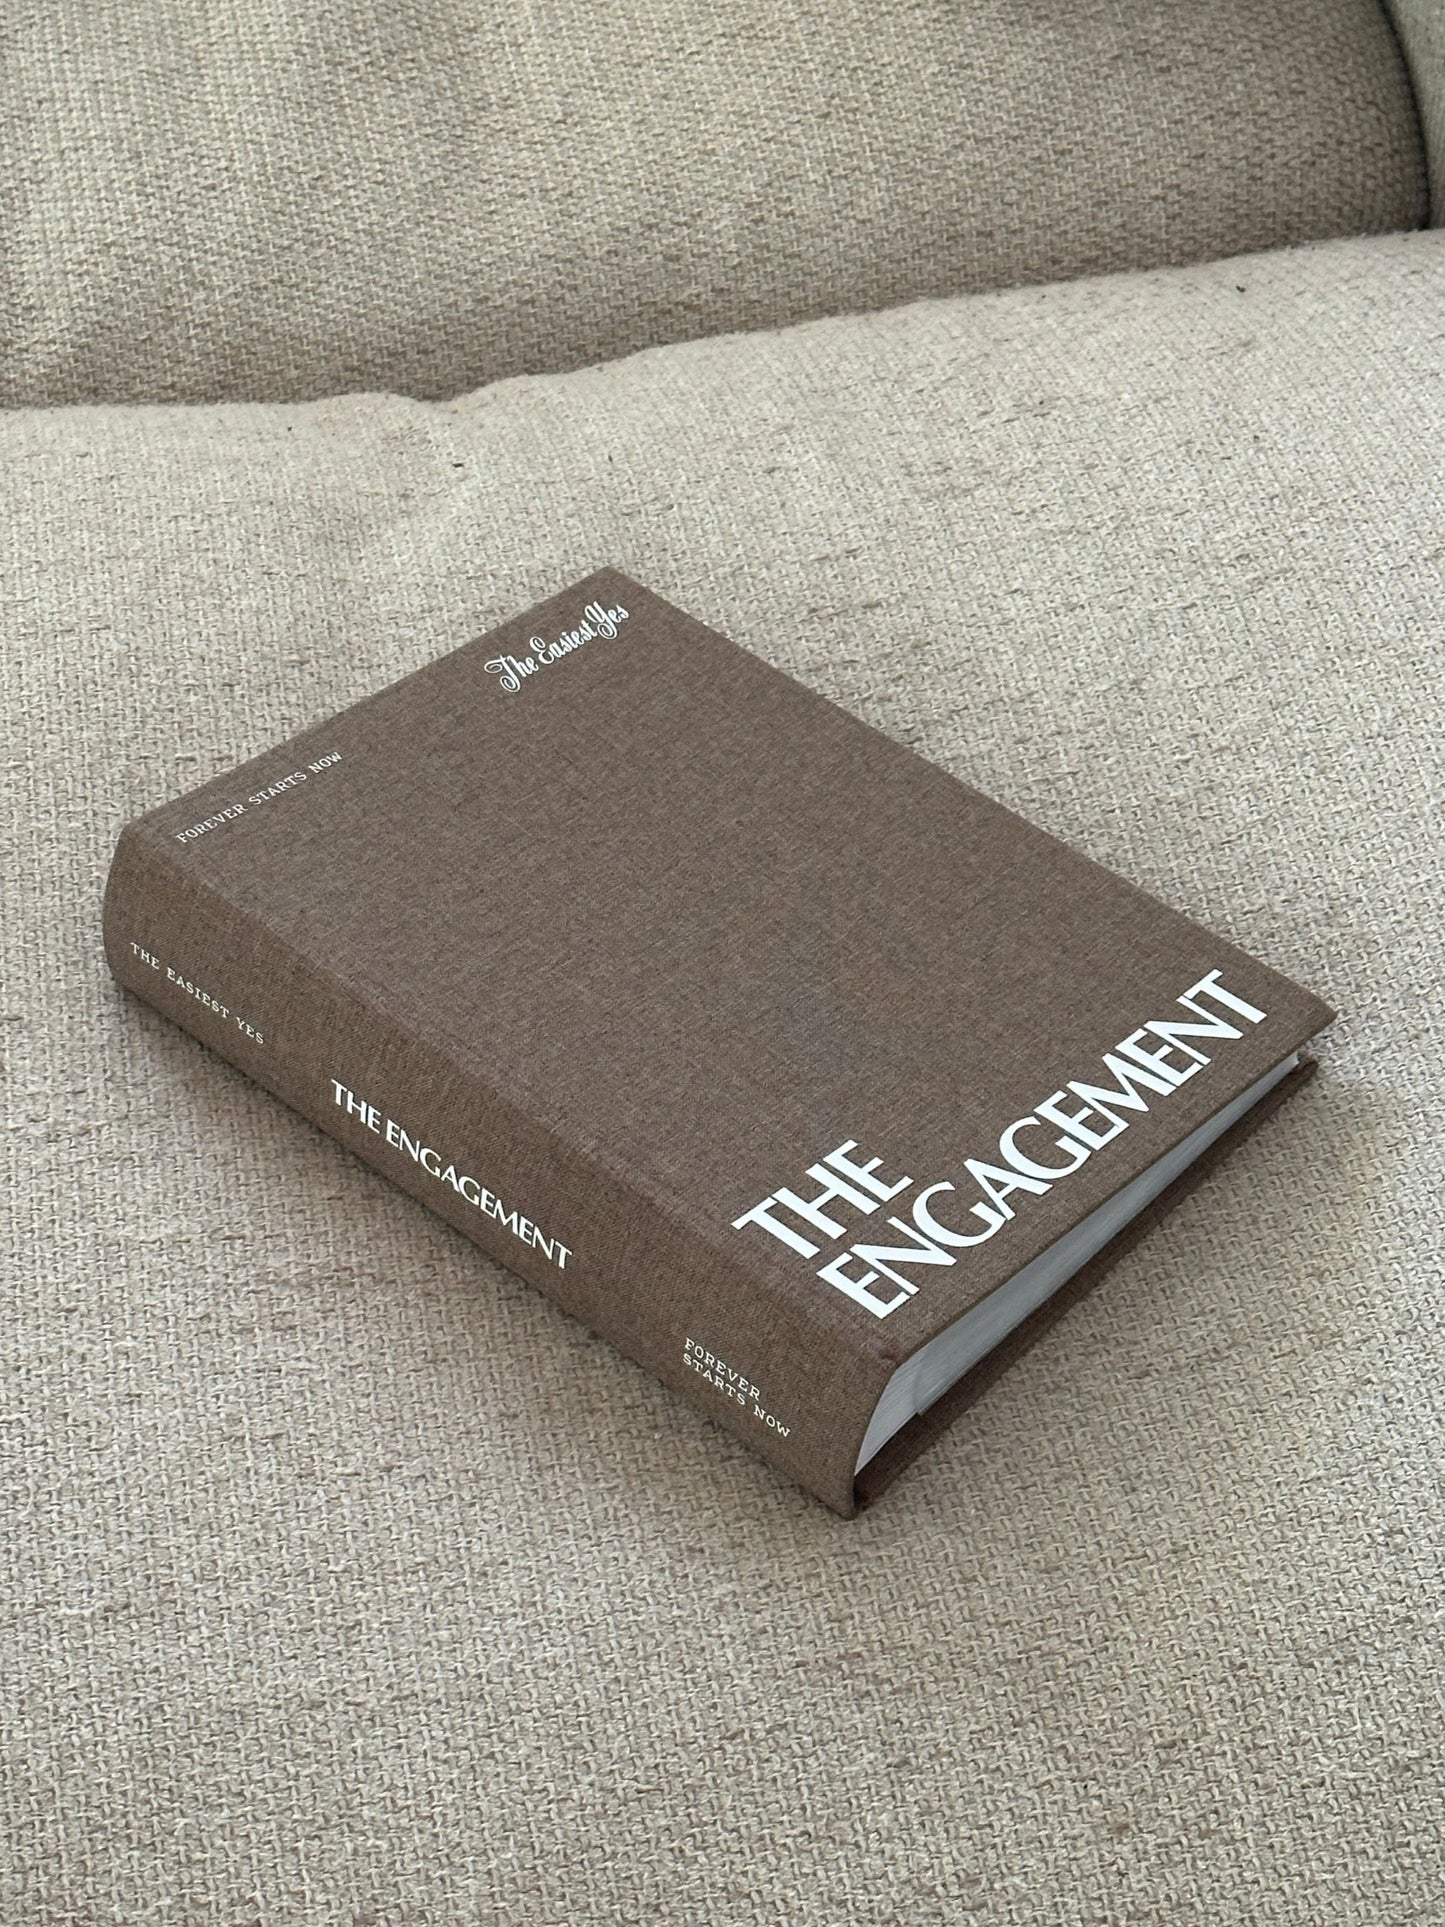 The Easiest Yes
FOREVER STARTS NOW
THE
ENGAGEMENT
THE EASIEST YES
THE ENGAGEMENT
FOREVER
STARTS NOW